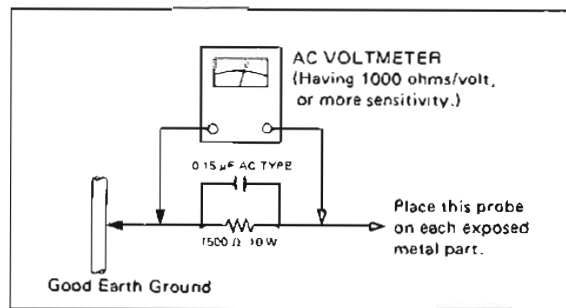 AC VOLTMETER
(Having 1000 ohms/volt,
or more sensitivity.)
0.15 µF AC TYPE
1500 Ω 10W
Place this probe
on each exposed
metal part.
Good Earth Ground